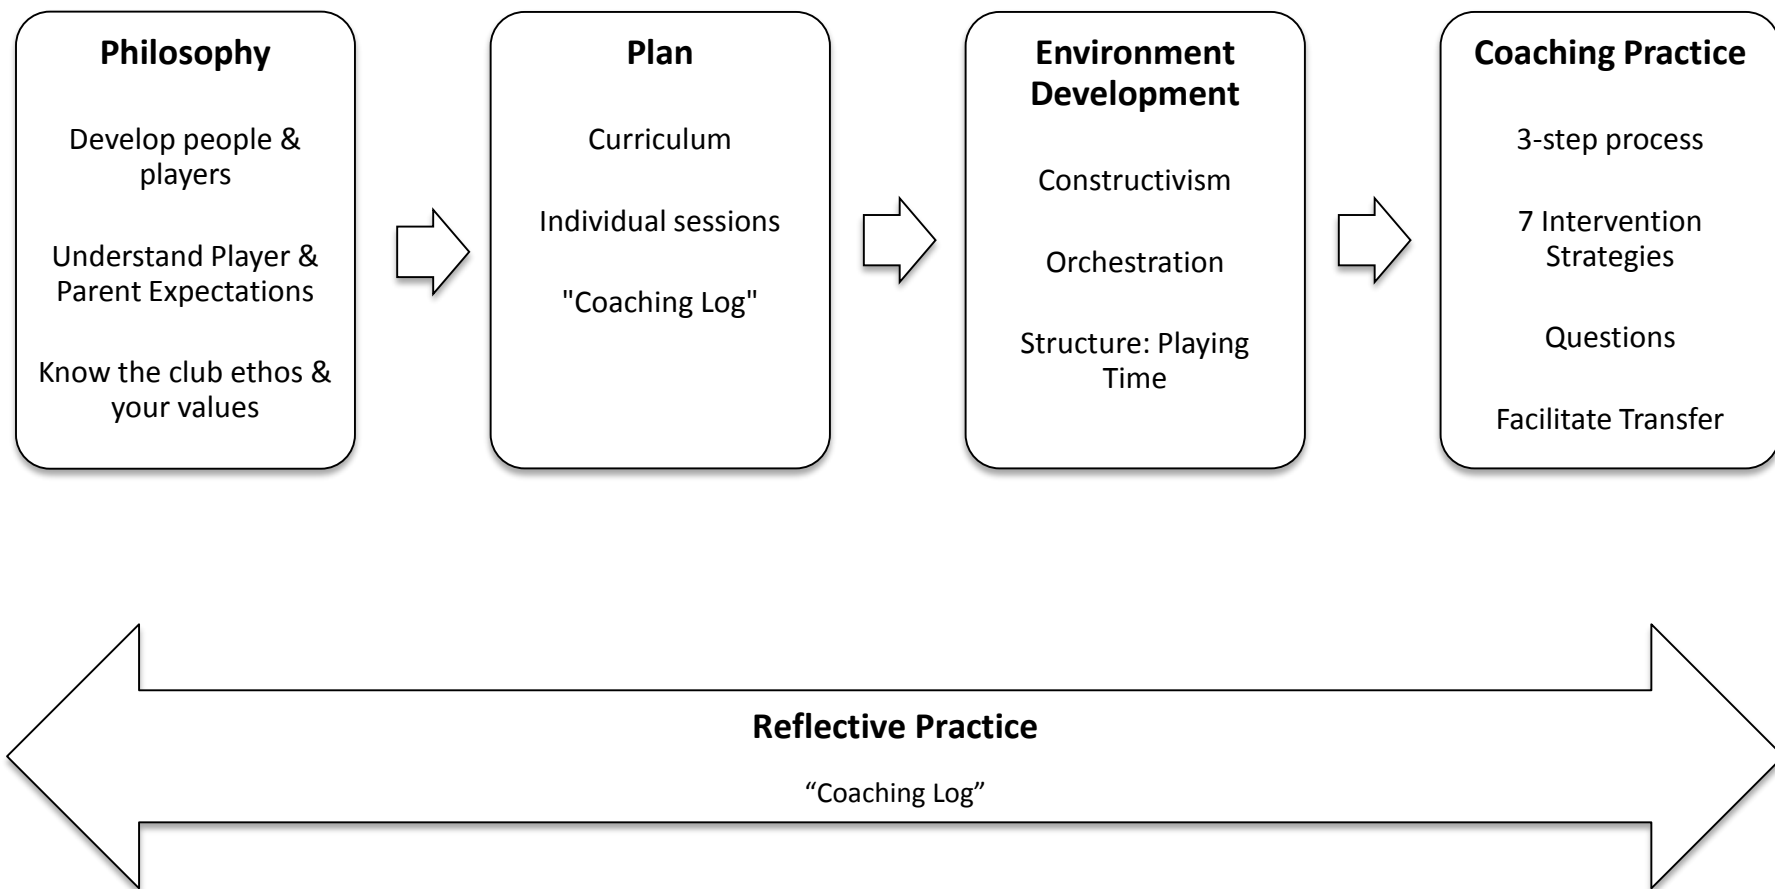 Philosophy
Develop people &
players
Understand Player &
Parent Expectations
Know the club ethos &
your values
Plan
Curriculum
Individual sessions
"Coaching Log"
Environment
Development
Constructivism
Orchestration
Structure: Playing
Time
Coaching Practice
3-step process
7 Intervention
Strategies
Questions
Facilitate Transfer
Reflective Practice
“Coaching Log”